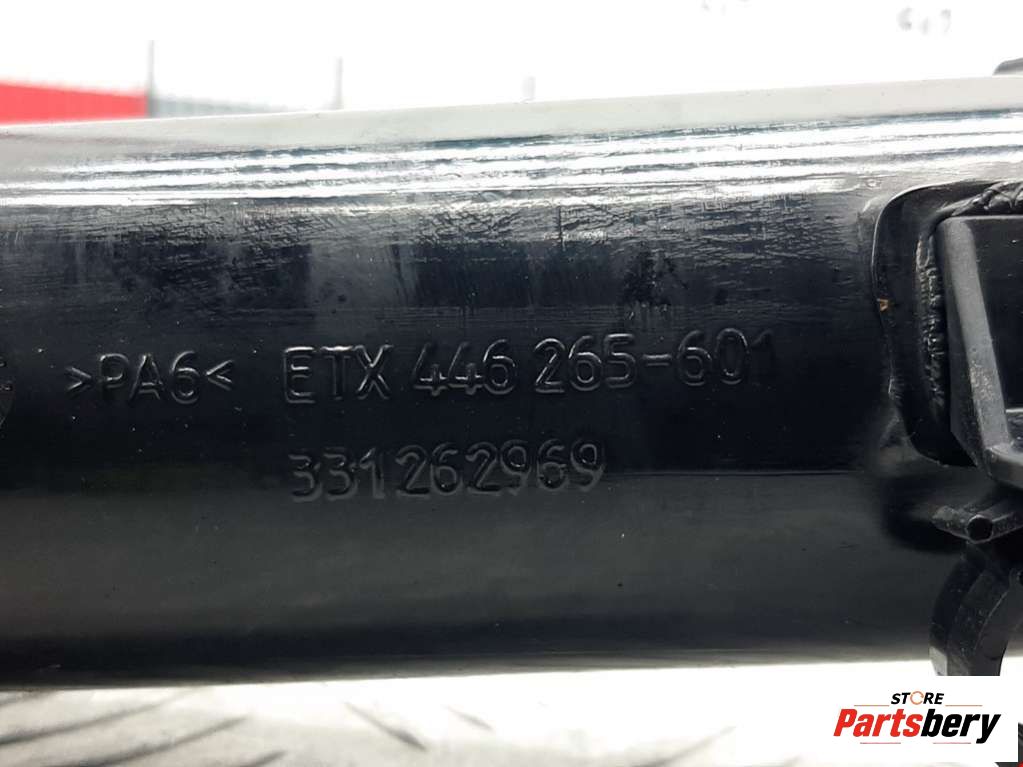 >PA6< ETX 446 265-601
331262969
STORE
Partsbery